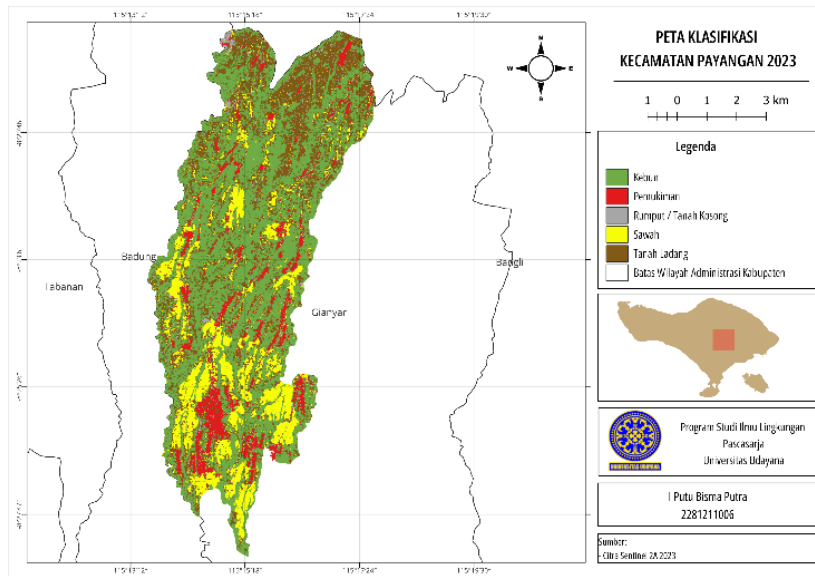 PETA KLASIFIKASI
KECAMATAN PAYANGAN 2023
N
W
E
S
1 0 1 2 3 km
Legenda
Kebun
Pemukiman
Rumput / Tanah Kosong
Sawah
Tanah Ladang
Batas Wilayah Administrasi Kabupaten
Badung
Tabanan
Bangli
Gianyar
Program Studi Ilmu Lingkungan
Pascasarja
Universitas Udayana
UNIVERSITAS UDAYANA
I Putu Bisma Putra
2281211006
Sumber:
- Citra Sentinel 2A 2023